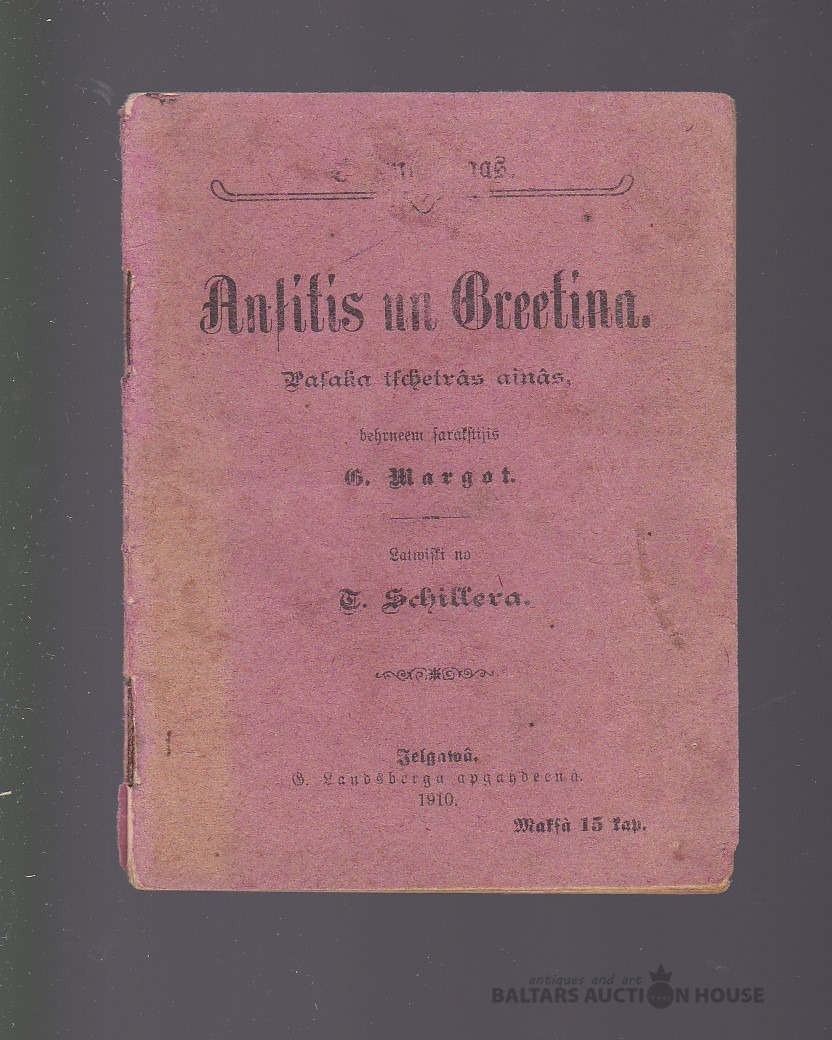 Anſitis un Greetina.
Paſaka tſchetrâs ainâs,
behrneem ſarakſtijis
G. Margot.
Latwiſki no
T. Schillera.
Jelgawâ.
G. Landsberga apgahdeenâ.
1910.
Makſâ 15 kap.
antiques and art
BALTARS AUCTION HOUSE